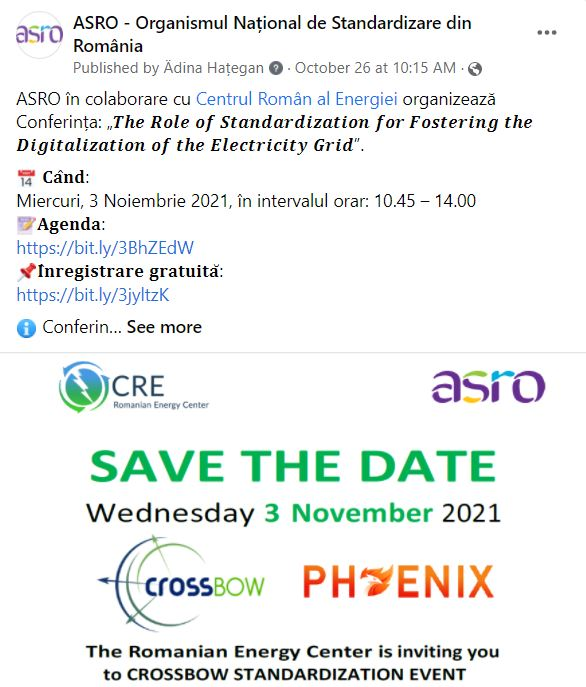 asro
ASRO - Organismul Național de Standardizare din
România
Published by Ădina Hațegan · October 26 at 10:15 AM ·
ASRO în colaborare cu Centrul Român al Energiei organizează
Conferința: „The Role of Standardization for Fostering the
Digitalization of the Electricity Grid”.
JULY 14 Când:
Miercuri, 3 Noiembrie 2021, în intervalul orar: 10.45 – 14.00
Agenda:
https://bit.ly/3BhZEdW
Înregistrare gratuită:
https://bit.ly/3jyltzK
Conferin... See more
CRE
Romanian Energy Center
asro
SAVE THE DATE
Wednesday 3 November 2021
CROSSBOW
PHOENIX
The Romanian Energy Center is inviting you
to CROSSBOW STANDARDIZATION EVENT